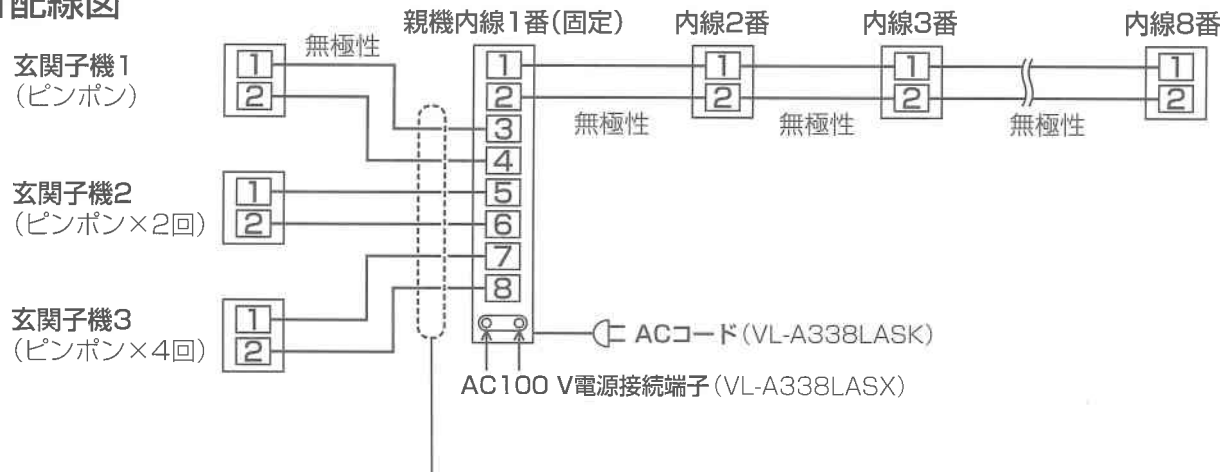 配線図
親機内線1番(固定)
内線2番
内線3番
内線8番
玄関子機1
(ピンポン)
1
2
無極性
玄関子機2
(ピンポン×2回)
1
2
玄関子機3
(ピンポン×4回)
1
2
1
2
3
4
5
6
7
8
無極性
1
2
無極性
1
2
無極性
1
2
ACコード(VL-A338LASK)
AC100 V電源接続端子(VL-A338LASX)